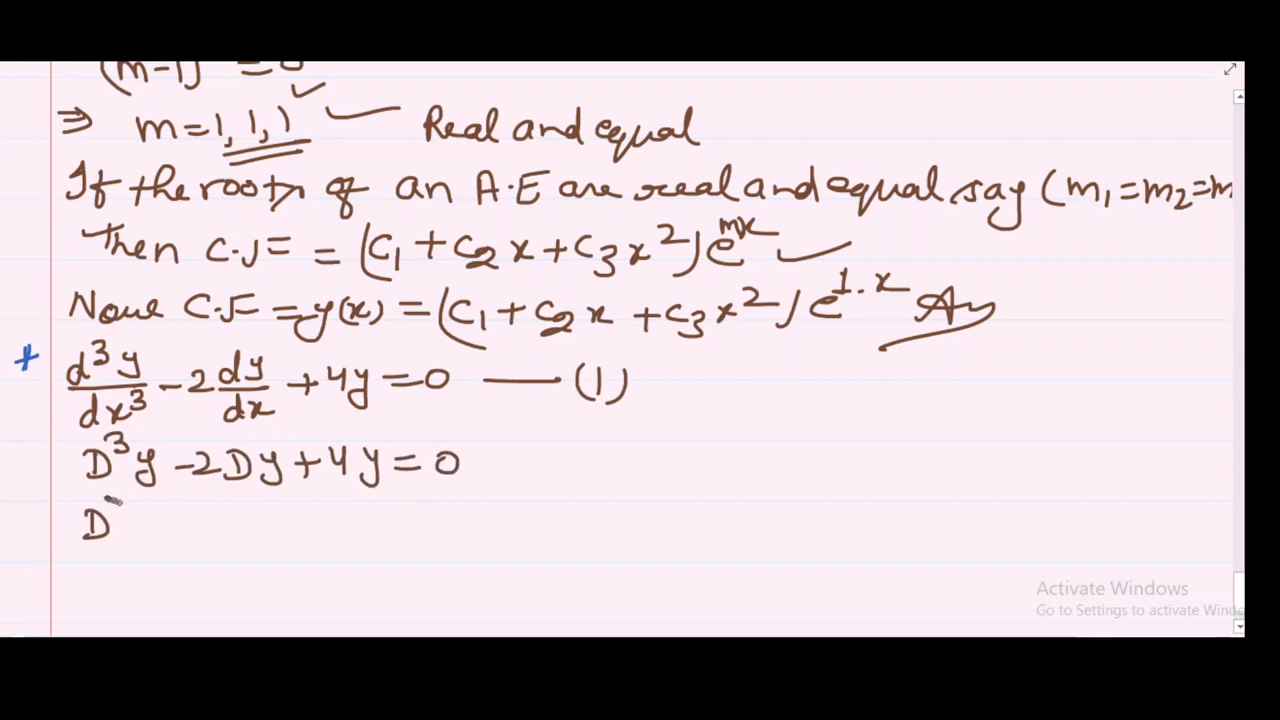 (m-1) = 0
⇒ m = 1, 1, 1 Real and equal
If the roots of an A.E are real and equal say (m₁=m₂=m
Then C.F = (c₁ + c₂x + c₃x²) e^mx
Now C.F = y(x) = (c₁ + c₂x + c₃x²) e^1.x
d³y/dx³ - 2 dy/dx + 4y = 0 —— (1)
D³y - 2Dy + 4y = 0
D
Activate Windows
Go to Settings to activate Windo